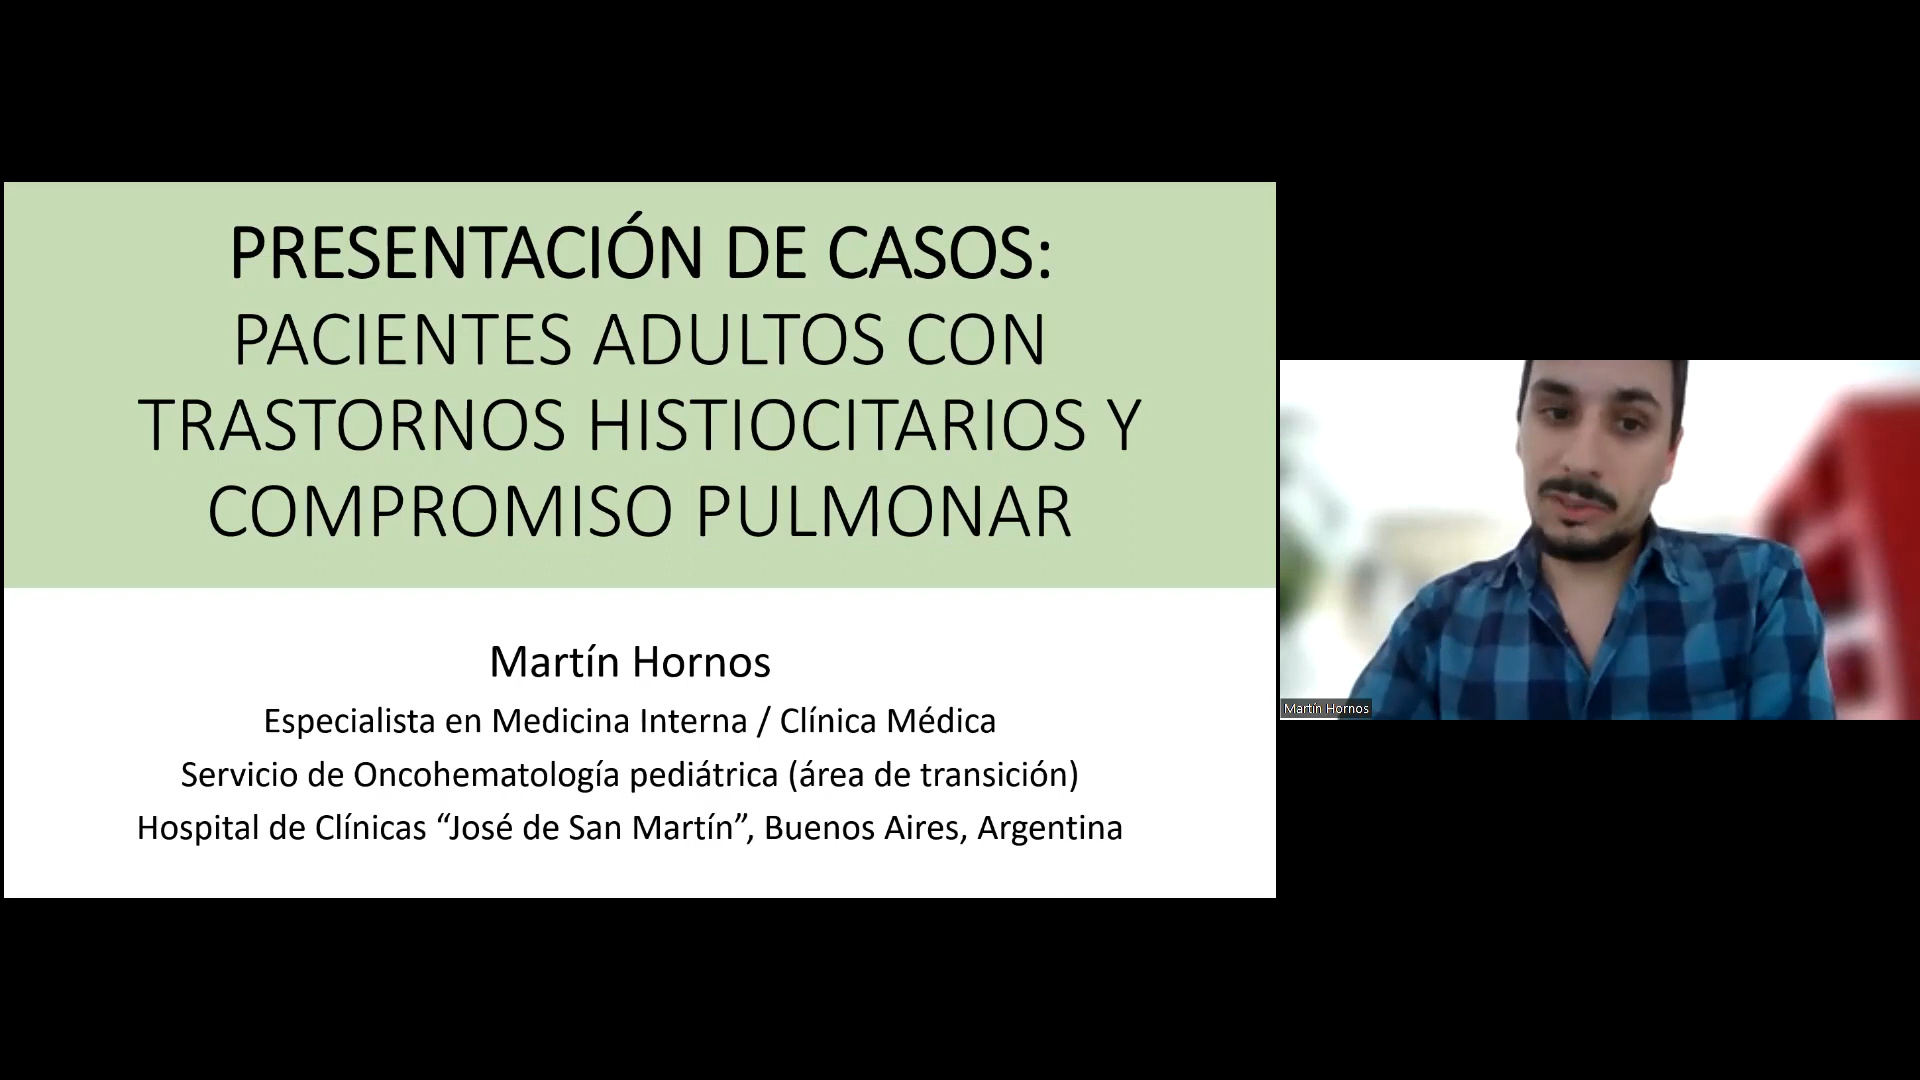 PRESENTACIÓN DE CASOS:
PACIENTES ADULTOS CON
TRASTORNOS HISTIOCITARIOS Y
COMPROMISO PULMONAR
Martín Hornos
Especialista en Medicina Interna / Clínica Médica
Servicio de Oncohematología pediátrica (área de transición)
Hospital de Clínicas “José de San Martín”, Buenos Aires, Argentina
Martín Hornos